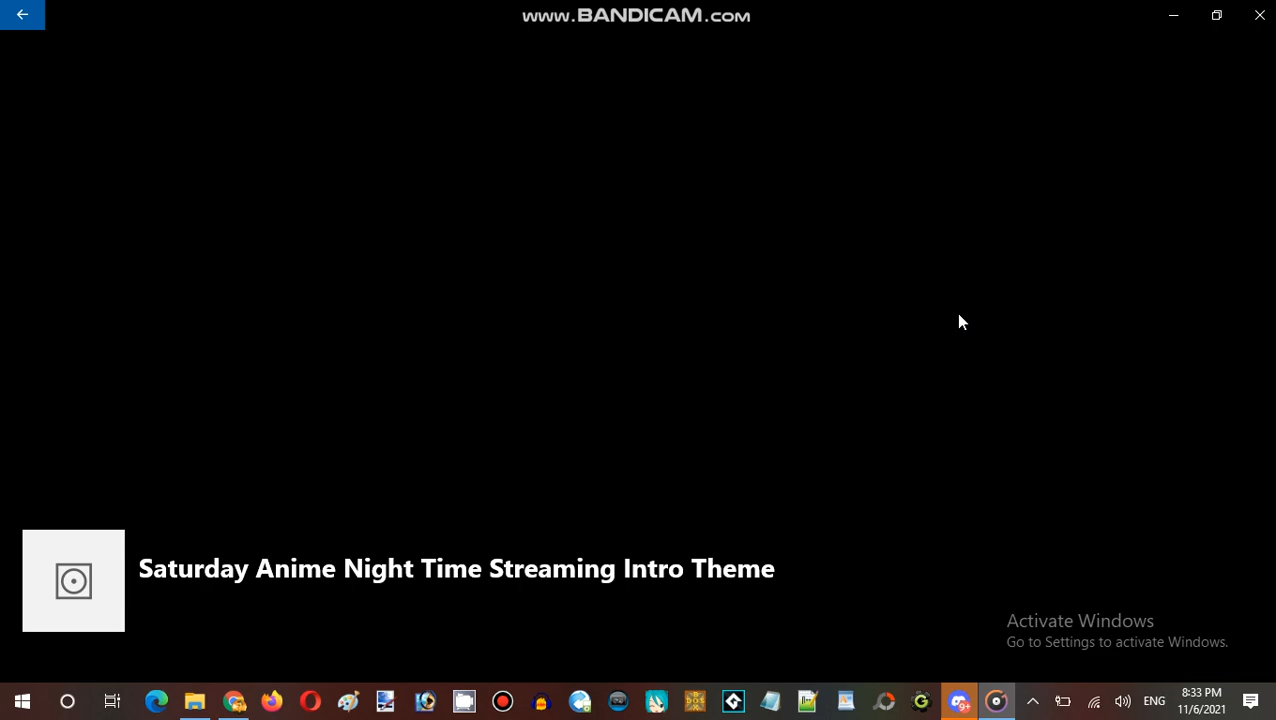 www.BANDICAM.com
Saturday Anime Night Time Streaming Intro Theme
Activate Windows
Go to Settings to activate Windows.
9+
ENG
8:33 PM
11/6/2021